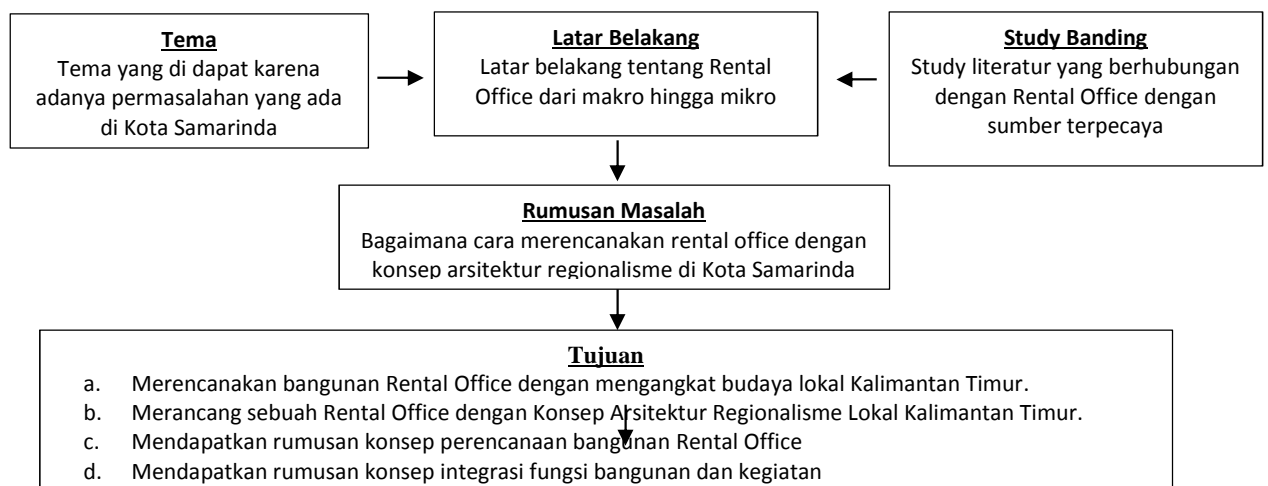 Tema
Tema yang di dapat karena
adanya permasalahan yang ada
di Kota Samarinda
Latar Belakang
Latar belakang tentang Rental
Office dari makro hingga mikro
Study Banding
Study literatur yang berhubungan
dengan Rental Office dengan
sumber terpecaya
Rumusan Masalah
Bagaimana cara merencanakan rental office dengan
konsep arsitektur regionalisme di Kota Samarinda
Tujuan
a. Merencanakan bangunan Rental Office dengan mengangkat budaya lokal Kalimantan Timur.
b. Merancang sebuah Rental Office dengan Konsep Arsitektur Regionalisme Lokal Kalimantan Timur.
c. Mendapatkan rumusan konsep perencanaan bangunan Rental Office
d. Mendapatkan rumusan konsep integrasi fungsi bangunan dan kegiatan